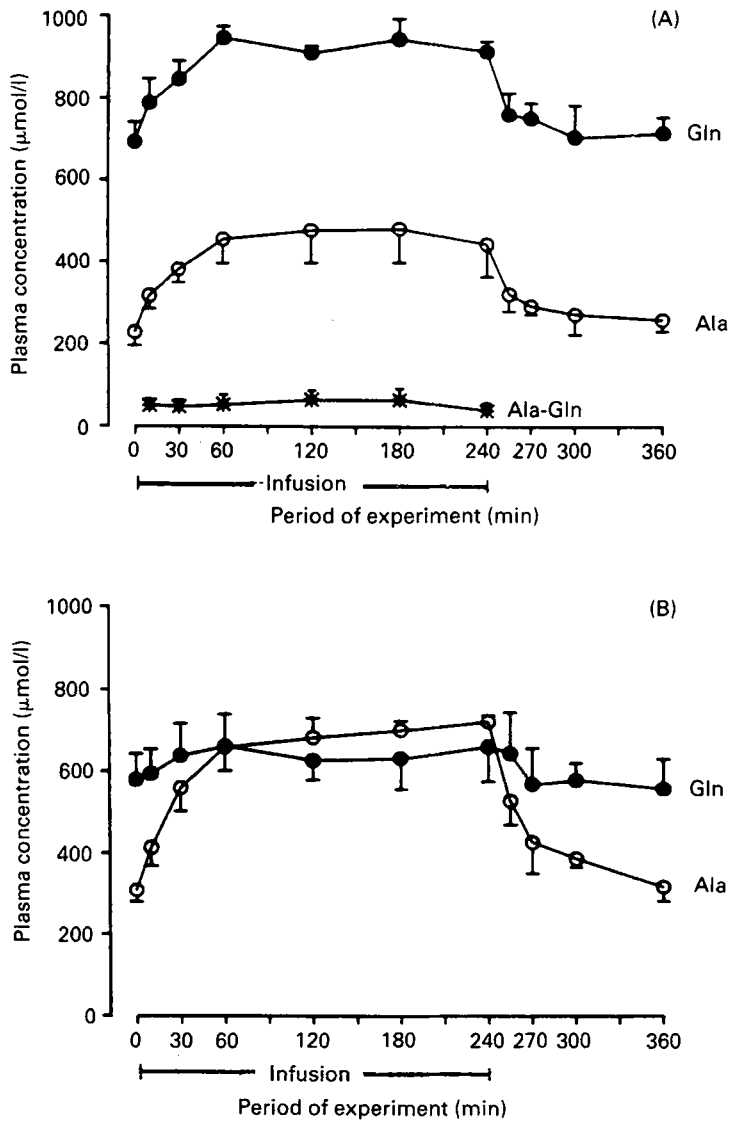 (A)
1000
800
600
400
200
0
Plasma concentration (μmol/l)
Gln
Ala
Ala-Gln
0 30 60 120 180 240 270 300 360
Infusion
Period of experiment (min)
(B)
1000
800
600
400
200
0
Plasma concentration (μmol/l)
Gln
Ala
0 30 60 120 180 240 270 300 360
Infusion
Period of experiment (min)